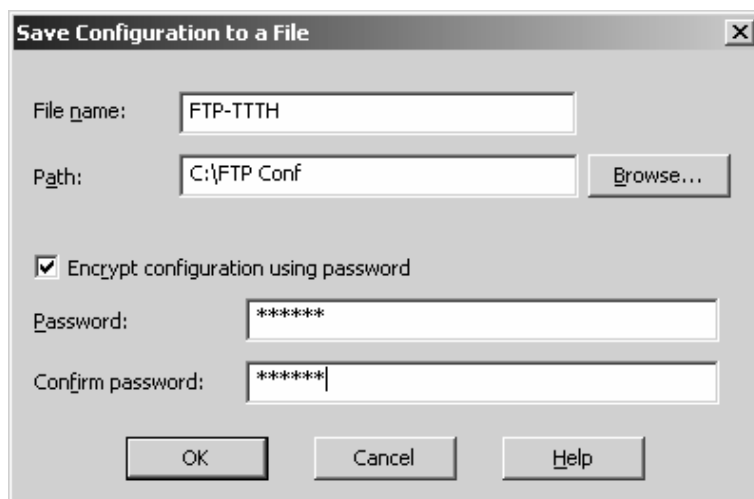 Save Configuration to a File
File name: FTP-TTTH
Path: C:\FTP Conf Browse...
Encrypt configuration using password
Password: ******
Confirm password: ******
OK Cancel Help